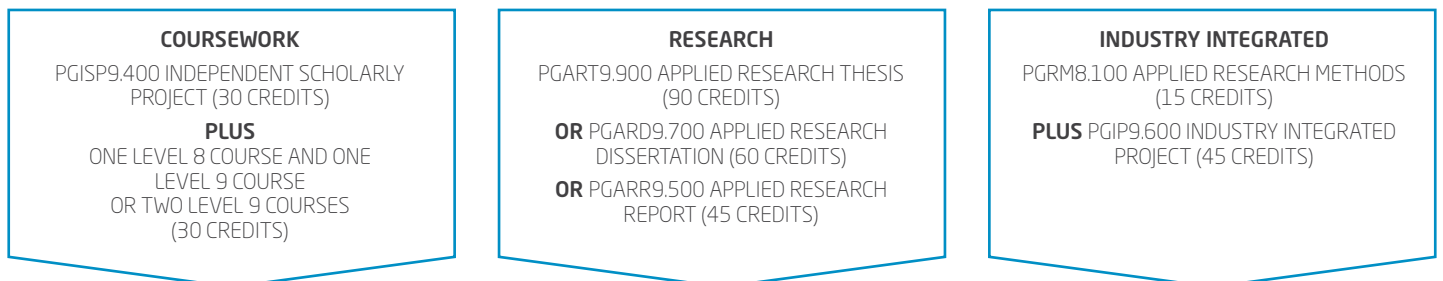 COURSEWORK
PGISP9.400 INDEPENDENT SCHOLARLY
PROJECT (30 CREDITS)
PLUS
ONE LEVEL 8 COURSE AND ONE
LEVEL 9 COURSE
OR TWO LEVEL 9 COURSES
(30 CREDITS)
RESEARCH
PGART9.900 APPLIED RESEARCH THESIS
(90 CREDITS)
OR PGARD9.700 APPLIED RESEARCH
DISSERTATION (60 CREDITS)
OR PGARR9.500 APPLIED RESEARCH
REPORT (45 CREDITS)
INDUSTRY INTEGRATED
PGRM8.100 APPLIED RESEARCH METHODS
(15 CREDITS)
PLUS PGIP9.600 INDUSTRY INTEGRATED
PROJECT (45 CREDITS)